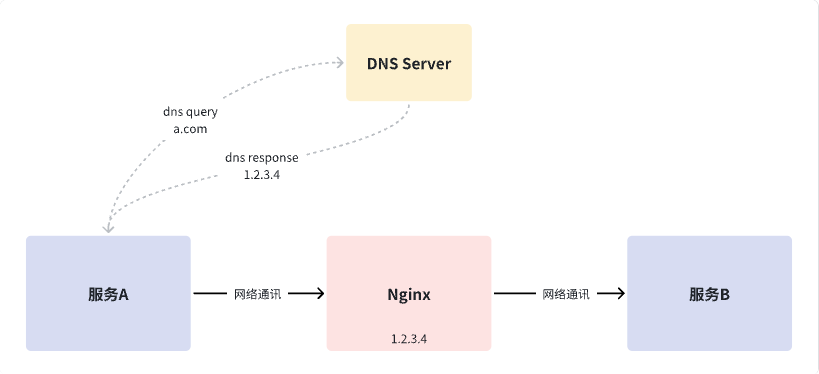 DNS Server
dns query
a.com
dns response
1.2.3.4
服务A
网络通讯
Nginx
1.2.3.4
网络通讯
服务B